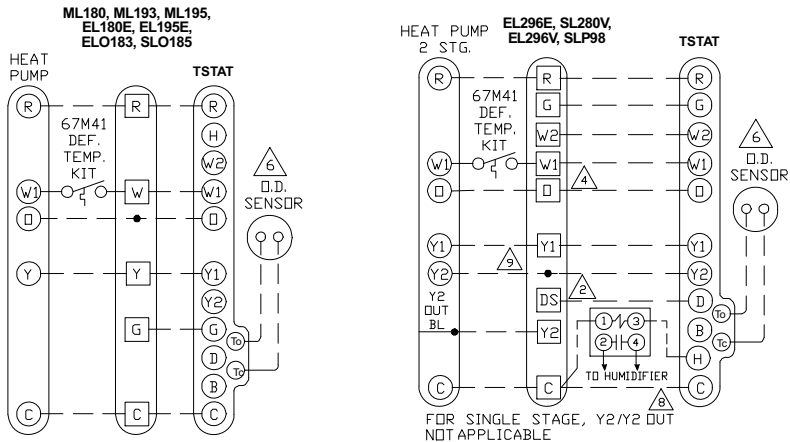 ML180, ML193, ML195,
EL180E, EL195E,
ELO183, SLO185
HEAT
PUMP
TSTAT
R
R
R
67M41
DEF.
TEMP.
KIT
H
W2
6
O.D.
SENSOR
W1
W
W1
O
O
Y
Y
Y1
Y2
G
G
To
D
Tc
B
C
C
C
EL296E, SL280V,
EL296V, SLP98
HEAT PUMP
2 STG.
TSTAT
R
R
R
67M41
DEF.
TEMP.
KIT
G
G
W2
W2
6
O.D.
SENSOR
W1
W1
W1
O
O
4
O
Y1
Y1
Y1
Y2
9
Y2
Y2
OUT
BL
DS
2
D
To
Y2
1
3
B
2
4
Tc
H
TO HUMIDIFIER
C
C
8
C
FOR SINGLE STAGE, Y2/Y2 OUT
NOT APPLICABLE